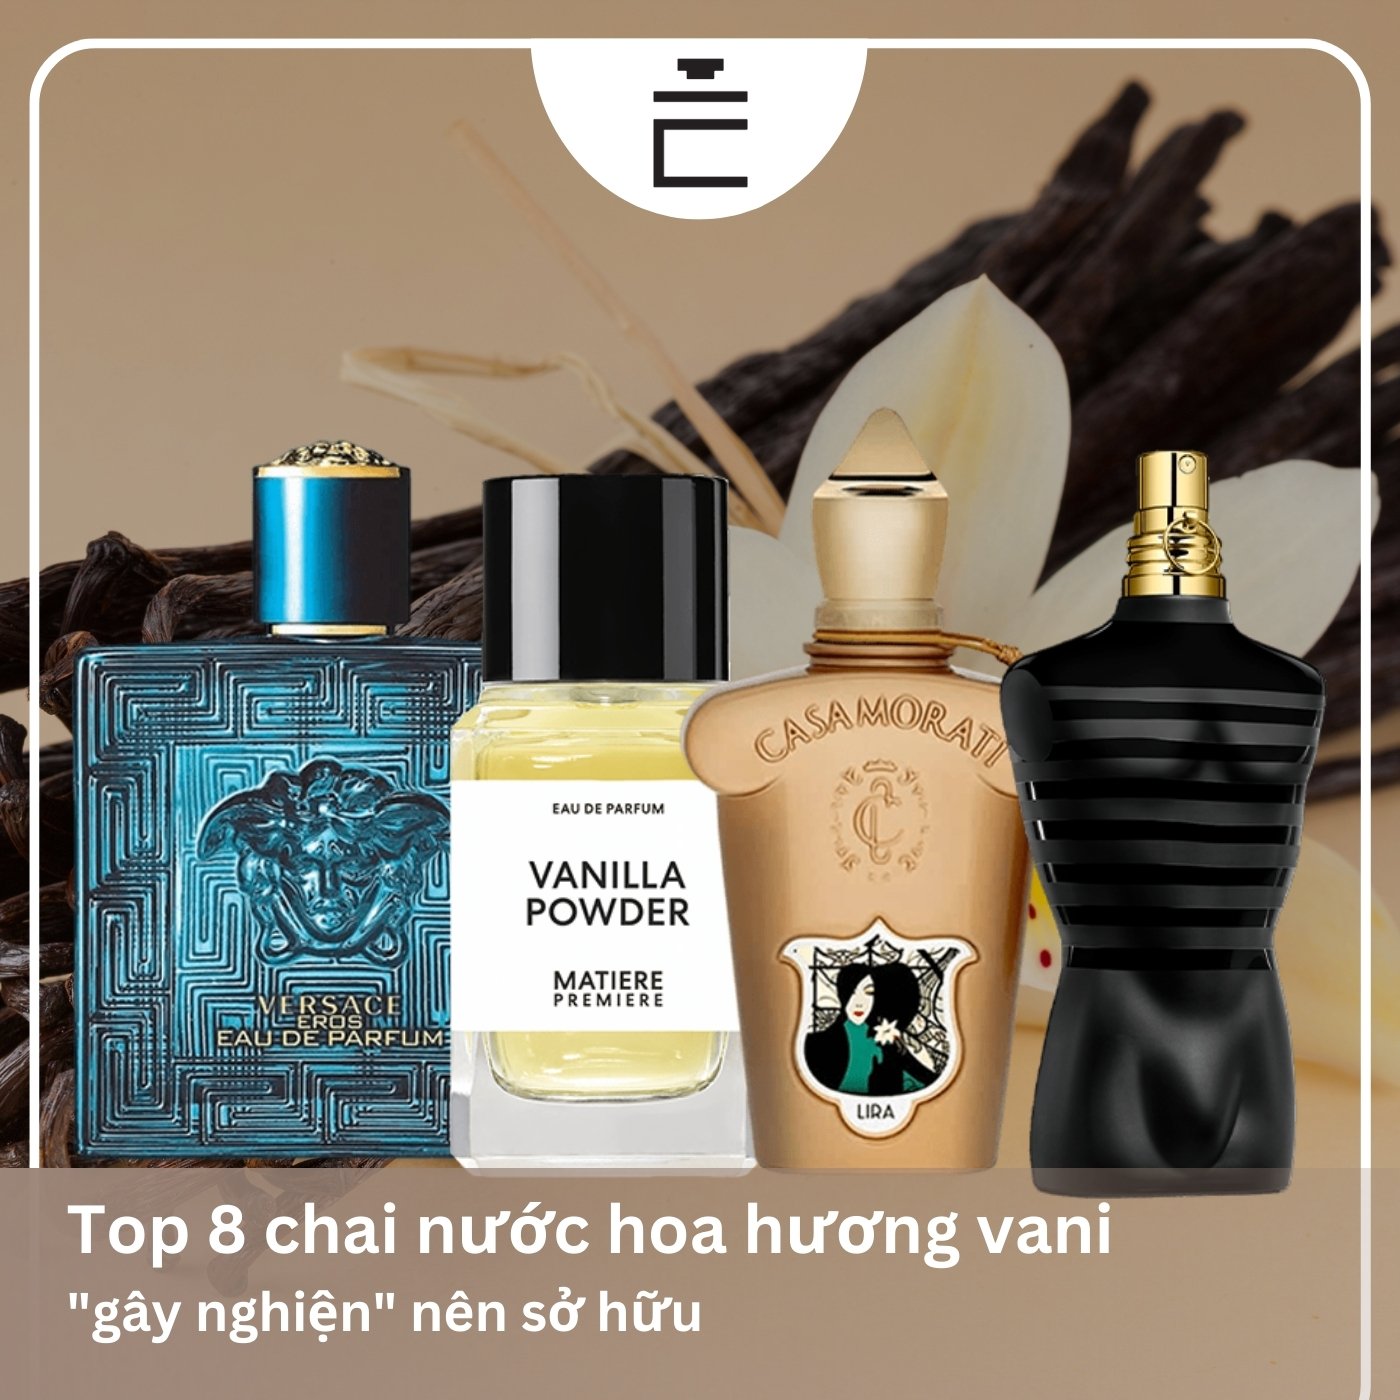 VERSACE
EROS
EAU DE PARFUM
EAU DE PARFUM
VANILLA
POWDER
MATIERE
PREMIERE
CASAMORATI
LIRA
Top 8 chai nước hoa hương vani
"gây nghiện" nên sở hữu